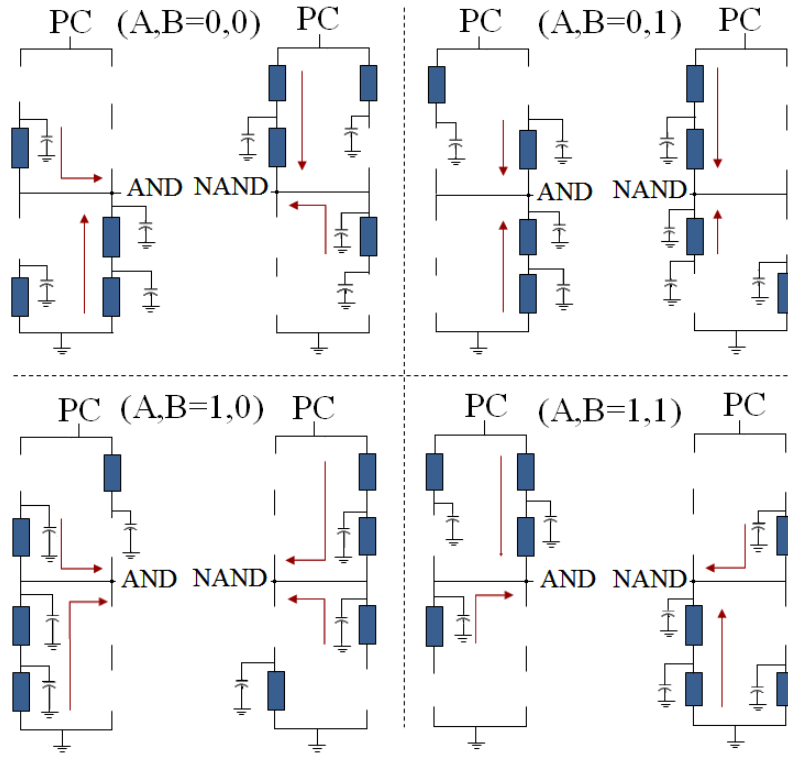 PC (A,B=0,0) PC
PC (A,B=0,1) PC
AND NAND
AND NAND
PC (A,B=1,0) PC
PC (A,B=1,1) PC
AND NAND
AND NAND